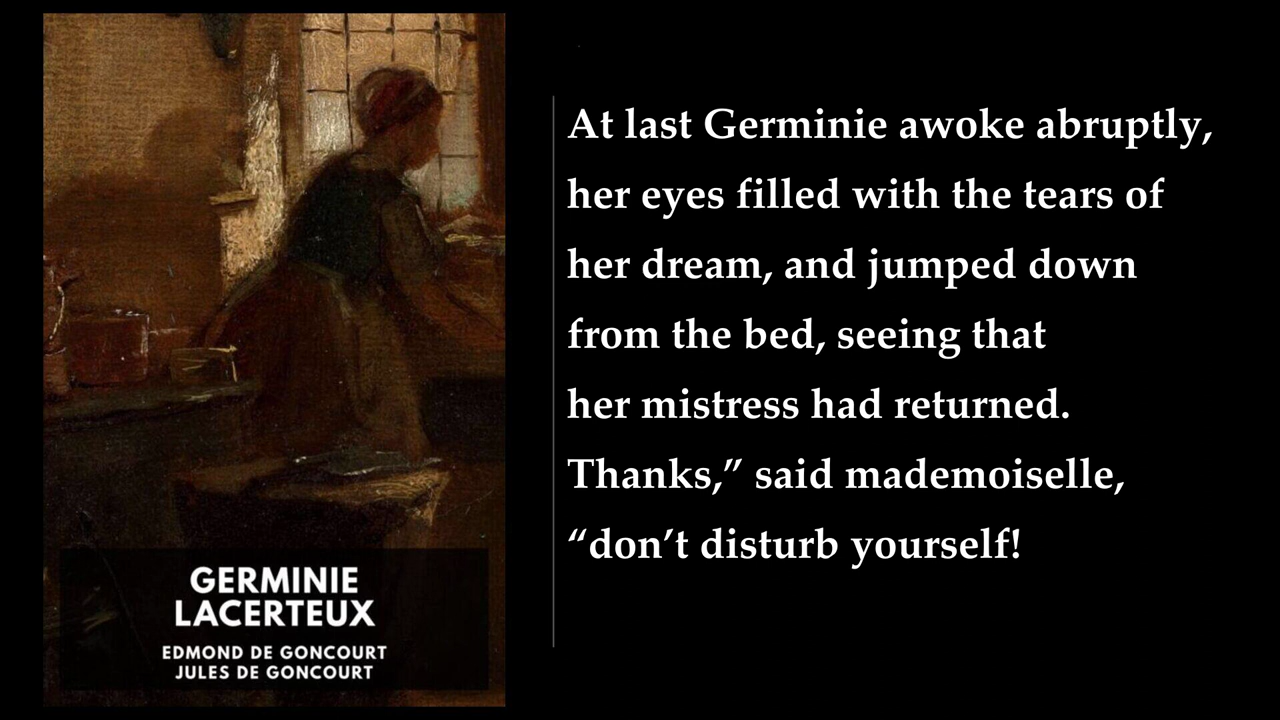 At last Germinie awoke abruptly,
her eyes filled with the tears of
her dream, and jumped down
from the bed, seeing that
her mistress had returned.
Thanks,” said mademoiselle,
“don’t disturb yourself!
GERMINIE
LACERTEUX
EDMOND DE GONCOURT
JULES DE GONCOURT